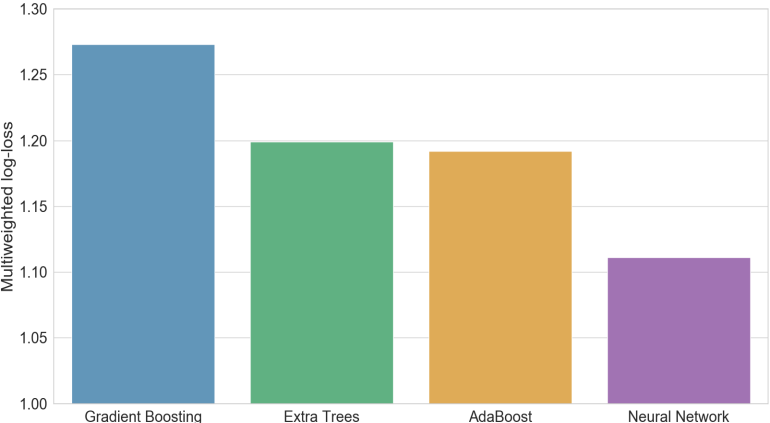 1.30
1.25
1.20
1.15
1.10
1.05
1.00
Multiweighted log-loss
Gradient Boosting
Extra Trees
AdaBoost
Neural Network